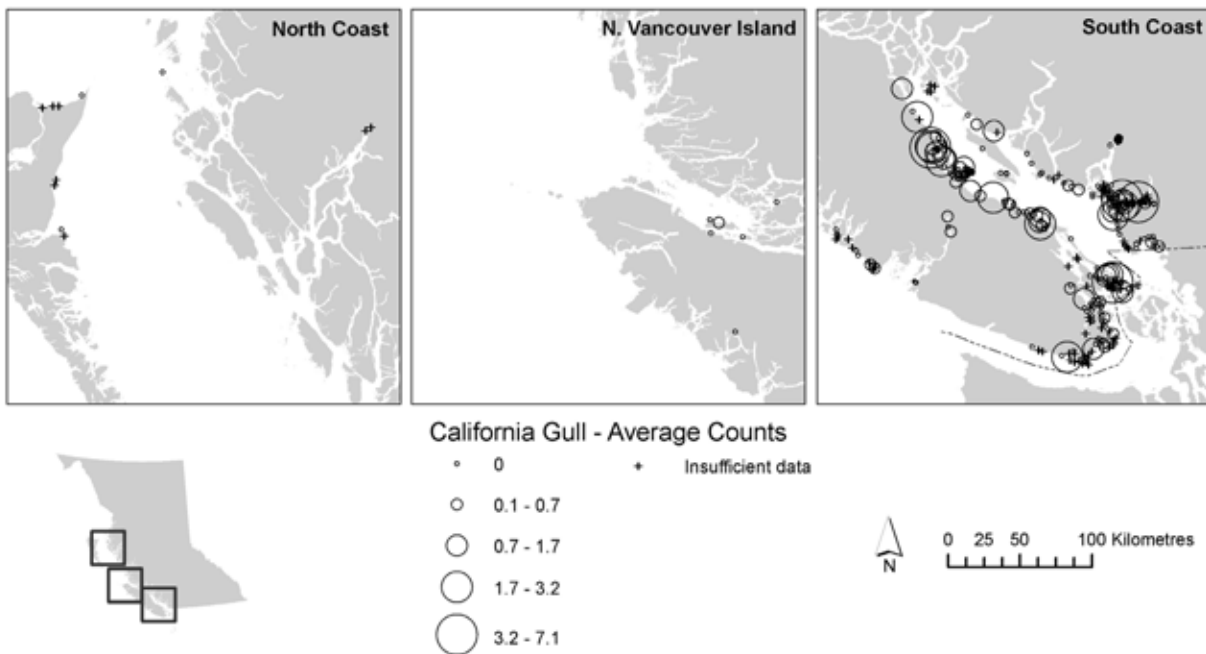 North Coast
N. Vancouver Island
South Coast
California Gull - Average Counts
0
Insufficient data
0.1 - 0.7
0.7 - 1.7
1.7 - 3.2
3.2 - 7.1
N
0 25 50 100 Kilometres